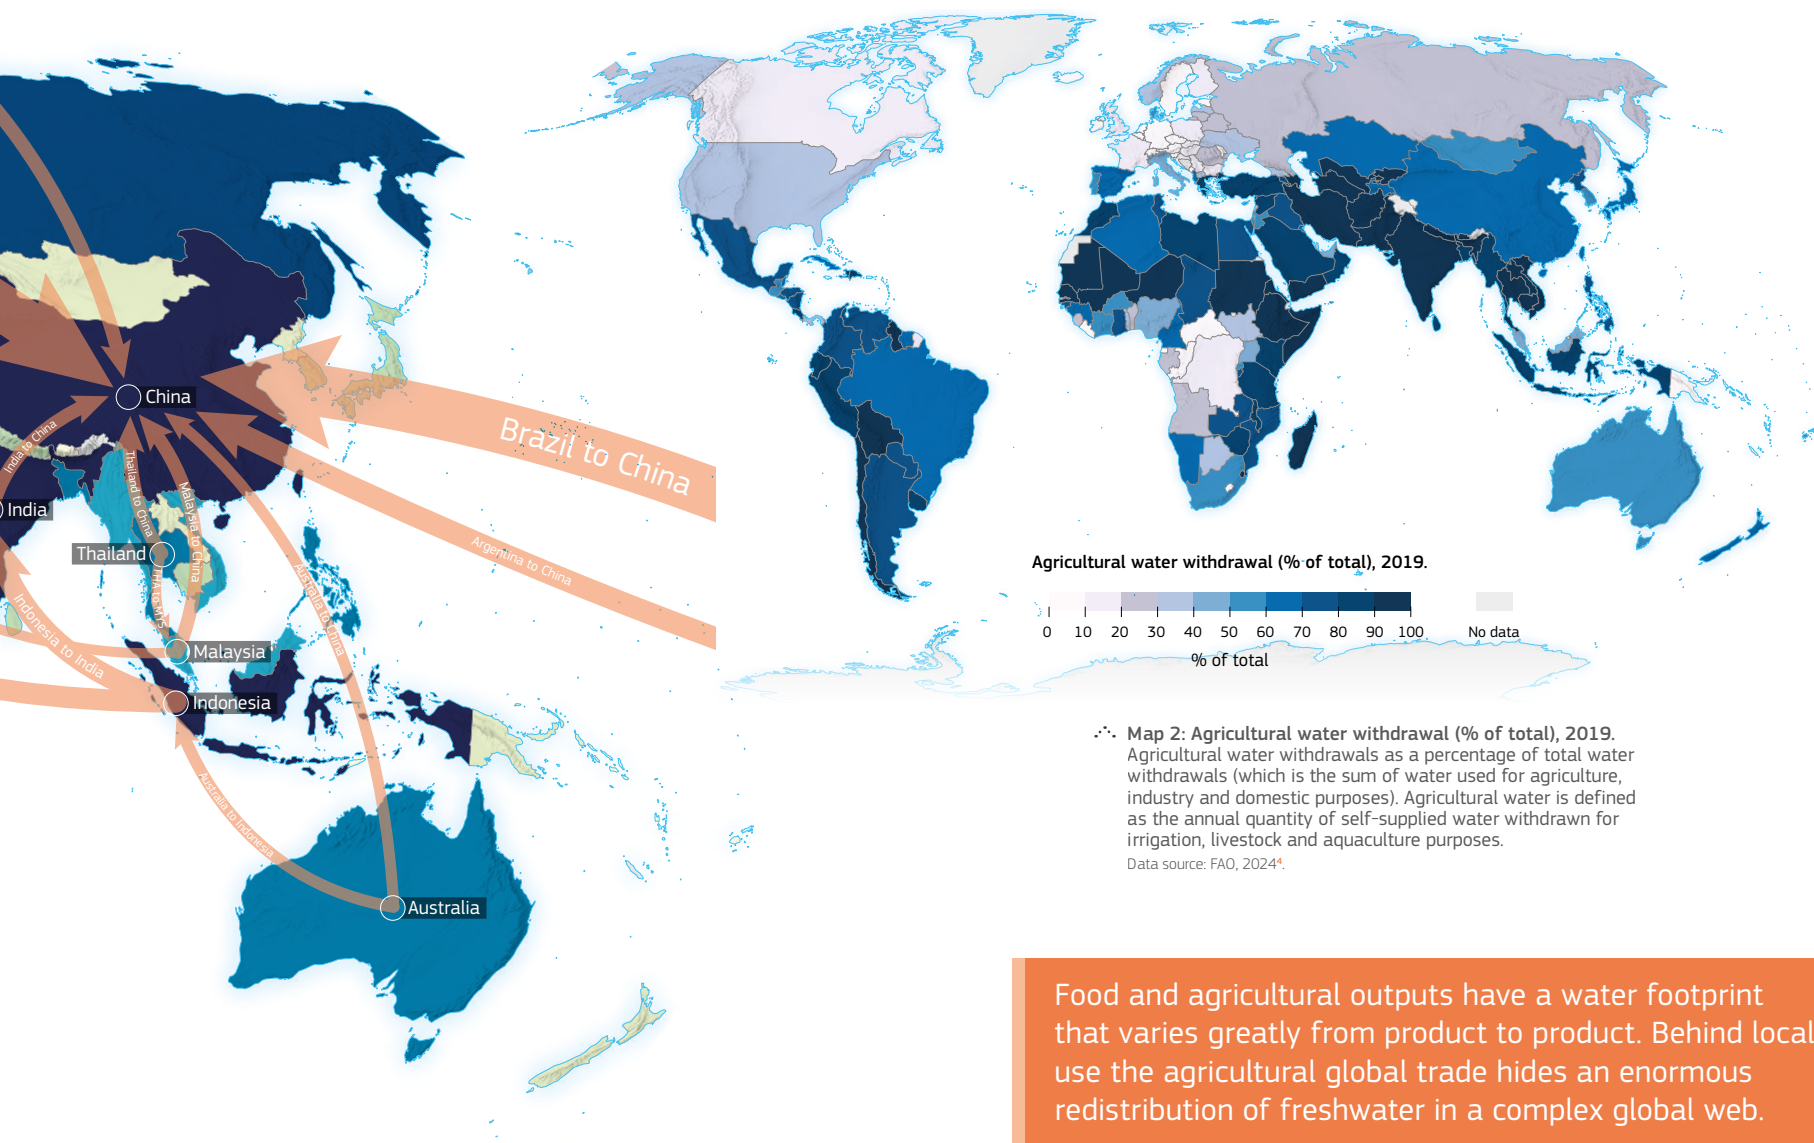 China
India to China
India
Thailand to China
Malaysia to China
Thailand
THA to MYS
Australia to China
Brazil to China
Argentina to China
Indonesia to India
Malaysia
Indonesia
Australia to Indonesia
Australia
Agricultural water withdrawal (% of total), 2019.
0 10 20 30 40 50 60 70 80 90 100 No data
% of total
Map 2: Agricultural water withdrawal (% of total), 2019.
Agricultural water withdrawals as a percentage of total water
withdrawals (which is the sum of water used for agriculture,
industry and domestic purposes). Agricultural water is defined
as the annual quantity of self-supplied water withdrawn for
irrigation, livestock and aquaculture purposes.
Data source: FAO, 2024⁴.
Food and agricultural outputs have a water footprint
that varies greatly from product to product. Behind local
use the agricultural global trade hides an enormous
redistribution of freshwater in a complex global web.